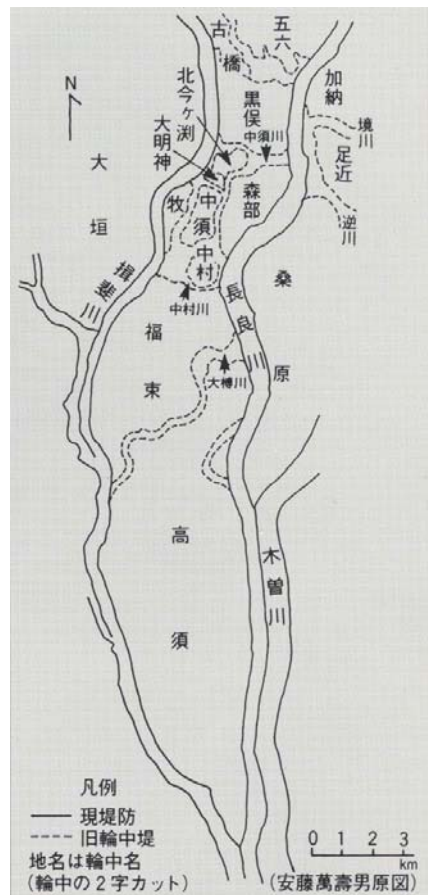 古橋
五六
加納
北今ヶ渕
大明神
黒俣
中須川
境川
足近
N
大垣
牧
中須
森部
逆川
中村
桑原
揖斐川
中村川
長良川
福束
大榑川
高須
木曽川
凡例
現堤防
旧輪中堤
地名は輪中名
(輪中の2字カット)
0 1 2 3
km
(安藤萬壽男原図)